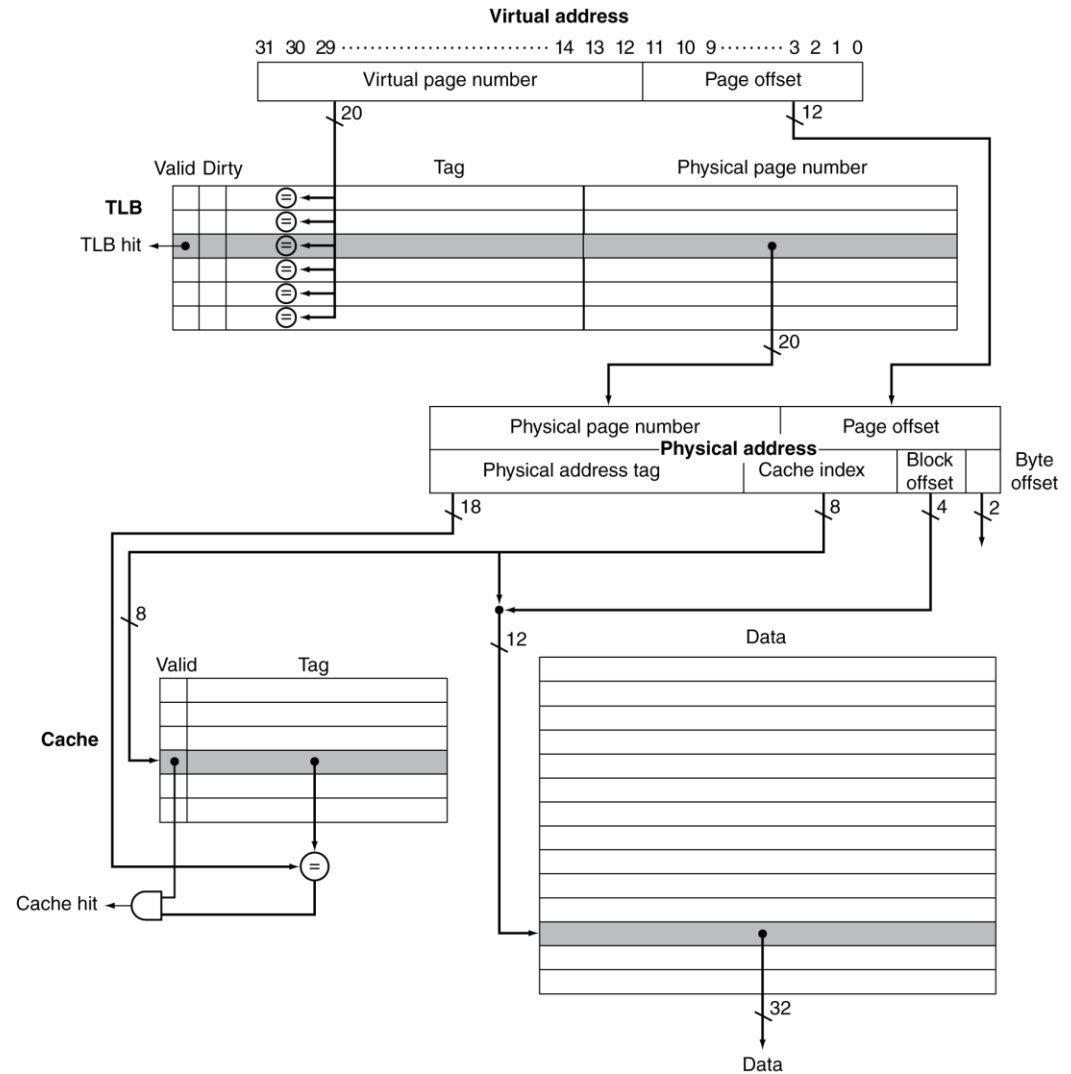 Virtual address
31 30 29 ······························ 14 13 12 11 10 9 ········· 3 2 1 0
Virtual page number Page offset
20 12
Valid Dirty Tag Physical page number
=
TLB =
TLB hit =
=
=
=
20
Physical page number Page offset
Physical address
Physical address tag Cache index Block offset Byte offset
18 8 4 2
8
12
Data
Valid Tag
Cache
=
Cache hit
32
Data